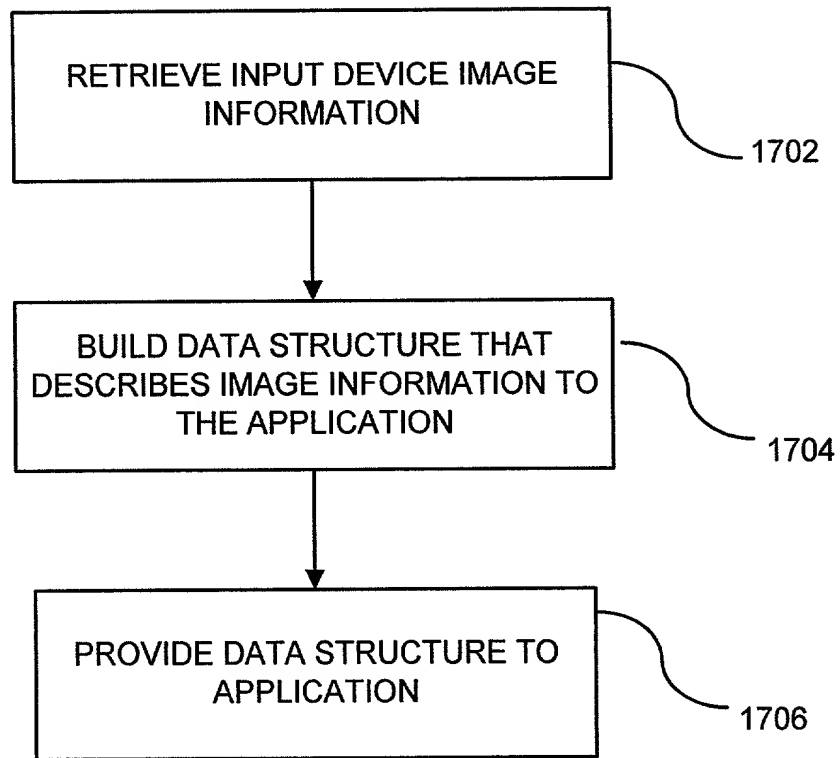 RETRIEVE INPUT DEVICE IMAGE
INFORMATION
1702
BUILD DATA STRUCTURE THAT
DESCRIBES IMAGE INFORMATION TO
THE APPLICATION
1704
PROVIDE DATA STRUCTURE TO
APPLICATION
1706